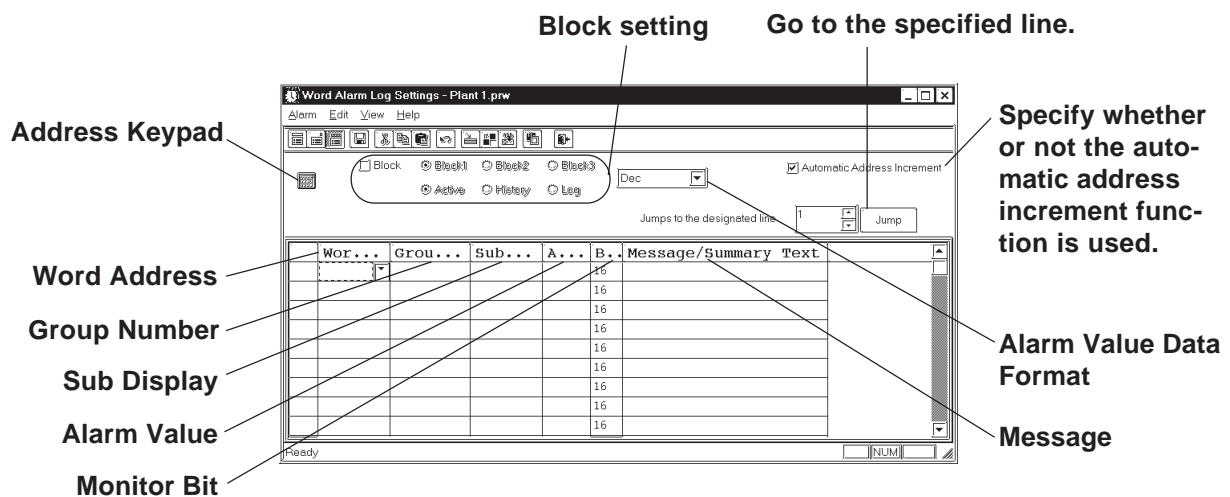 Block setting
Go to the specified line.
Word Alarm Log Settings - Plant 1.prw
Alarm Edit View Help
Address Keypad
Specify whether
or not the auto-
matic address
increment func-
tion is used.
Block Block1 Block2 Block3
Active History Log
Dec
Automatic Address Increment
Jumps to the designated line 1 Jump
Wor... Grou... Sub... A... B.. Message/Summary Text
16
16
16
16
16
16
16
16
16
Word Address
Group Number
Sub Display
Alarm Value
Monitor Bit
Alarm Value Data
Format
Message
Ready NUM